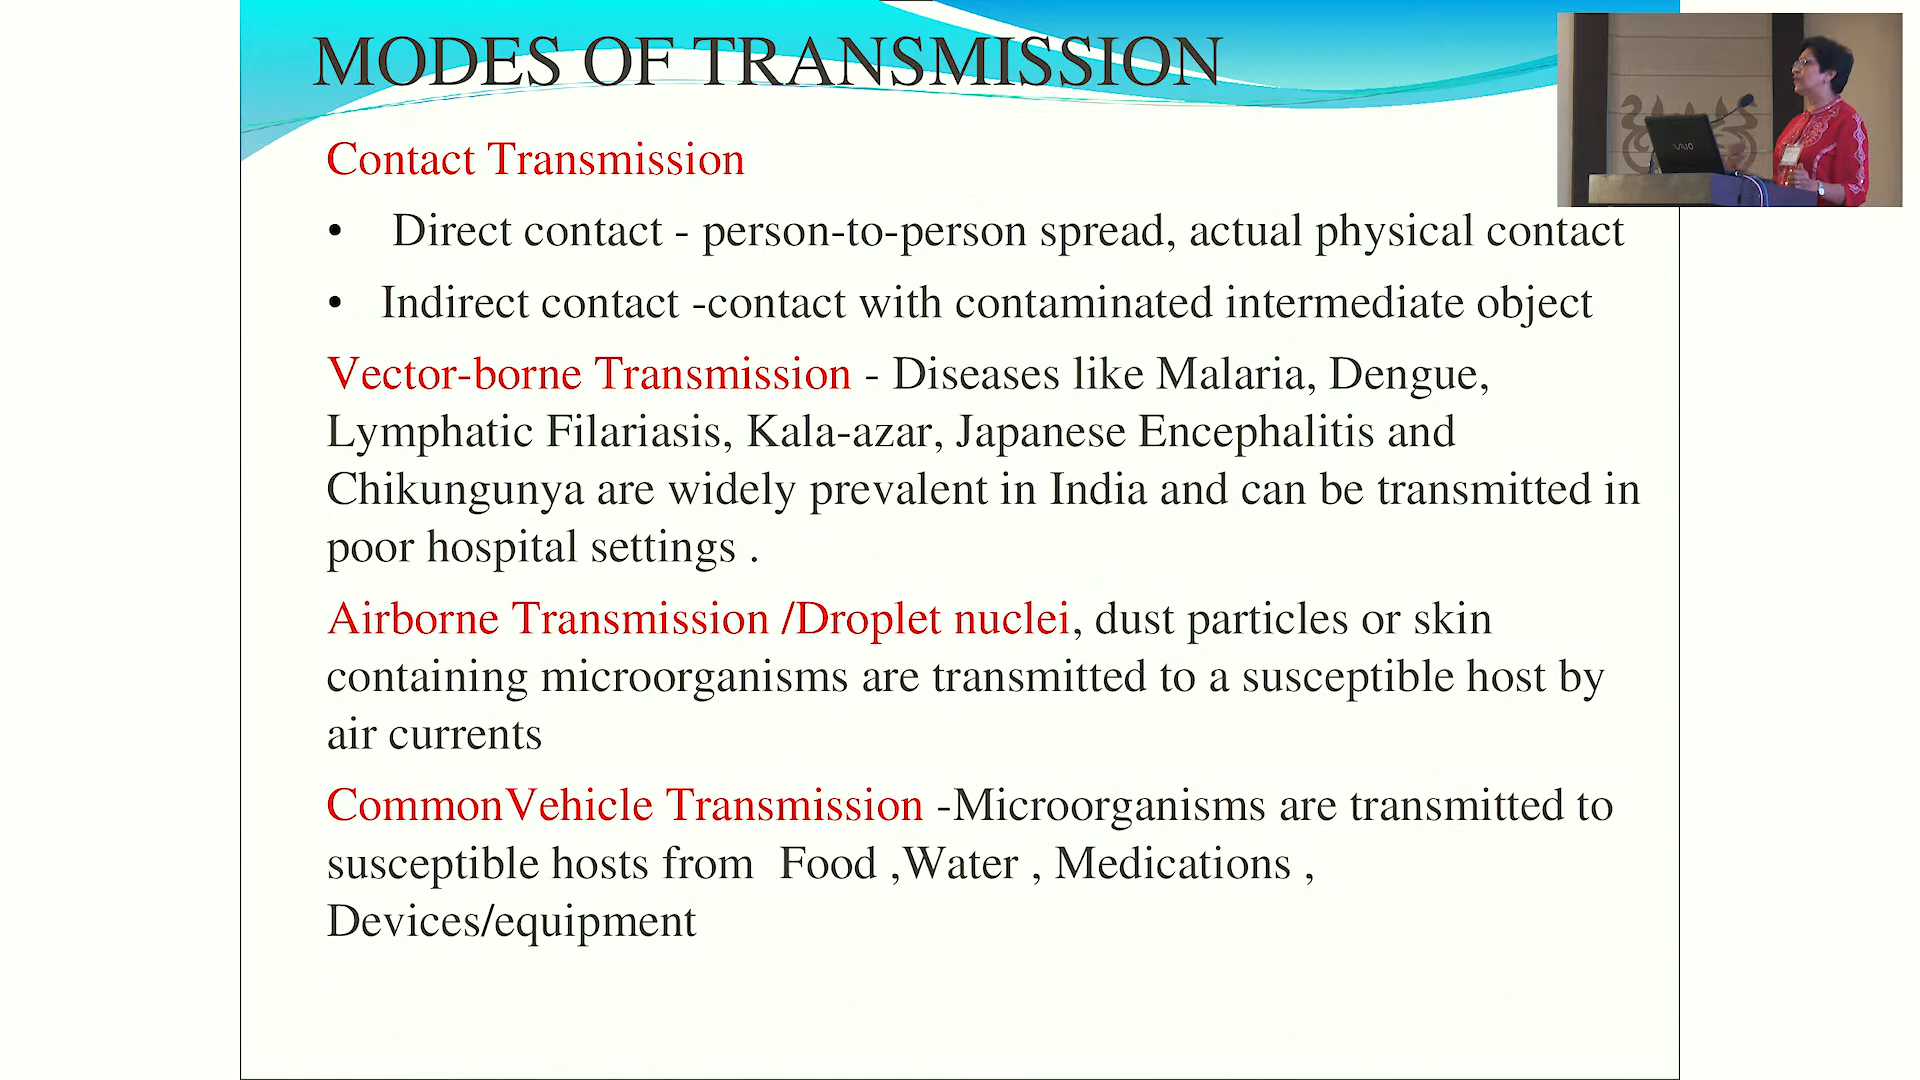 MODES OF TRANSMISSION
Contact Transmission
• Direct contact - person-to-person spread, actual physical contact
• Indirect contact -contact with contaminated intermediate object
Vector-borne Transmission - Diseases like Malaria, Dengue,
Lymphatic Filariasis, Kala-azar, Japanese Encephalitis and
Chikungunya are widely prevalent in India and can be transmitted in
poor hospital settings .
Airborne Transmission /Droplet nuclei, dust particles or skin
containing microorganisms are transmitted to a susceptible host by
air currents
CommonVehicle Transmission -Microorganisms are transmitted to
susceptible hosts from Food ,Water , Medications ,
Devices/equipment
VAIO